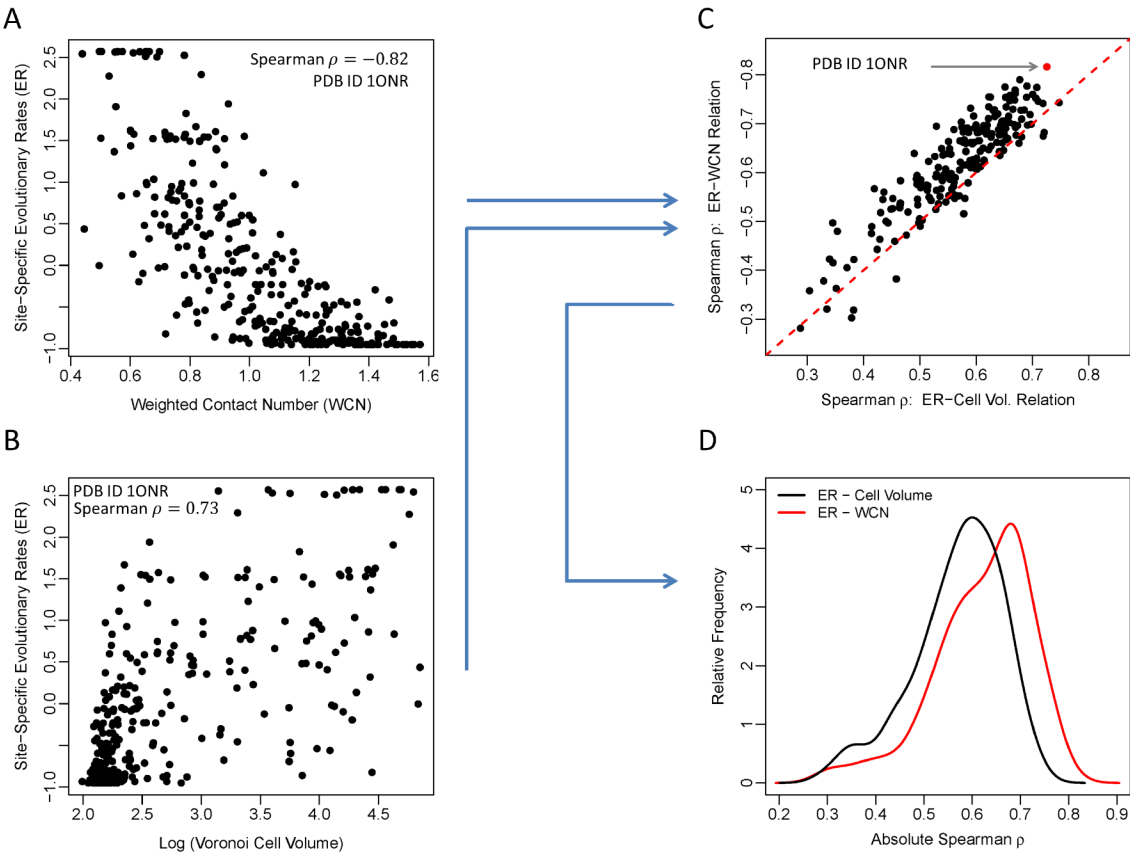 A
Spearman ρ = −0.82
PDB ID 1ONR
Site−Specific Evolutionary Rates (ER)
2.5
2.0
1.5
1.0
0.5
0.0
−1.0
0.4 0.6 0.8 1.0 1.2 1.4 1.6
Weighted Contact Number (WCN)
B
PDB ID 1ONR
Spearman ρ = 0.73
Site−Specific Evolutionary Rates (ER)
2.5
2.0
1.5
1.0
0.5
0.0
−1.0
2.0 2.5 3.0 3.5 4.0 4.5
Log (Voronoi Cell Volume)
C
PDB ID 1ONR
Spearman ρ: ER−WCN Relation
−0.8
−0.7
−0.6
−0.5
−0.4
−0.3
0.3 0.4 0.5 0.6 0.7 0.8
Spearman ρ: ER−Cell Vol. Relation
D
ER − Cell Volume
ER − WCN
Relative Frequency
5
4
3
2
1
0
0.2 0.3 0.4 0.5 0.6 0.7 0.8 0.9
Absolute Spearman ρ